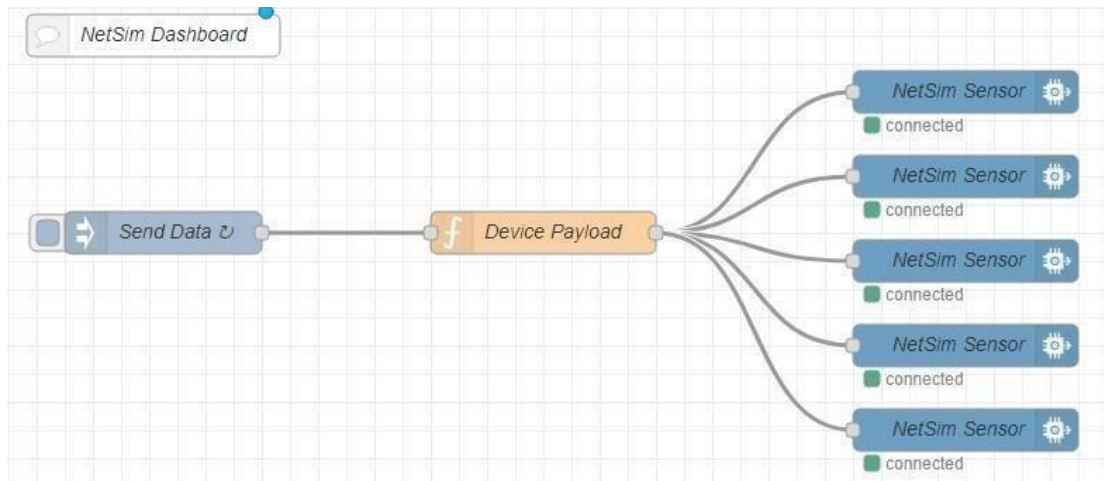 NetSim Dashboard
NetSim Sensor
connected
NetSim Sensor
connected
Send Data ↻
Device Payload
NetSim Sensor
connected
NetSim Sensor
connected
NetSim Sensor
connected